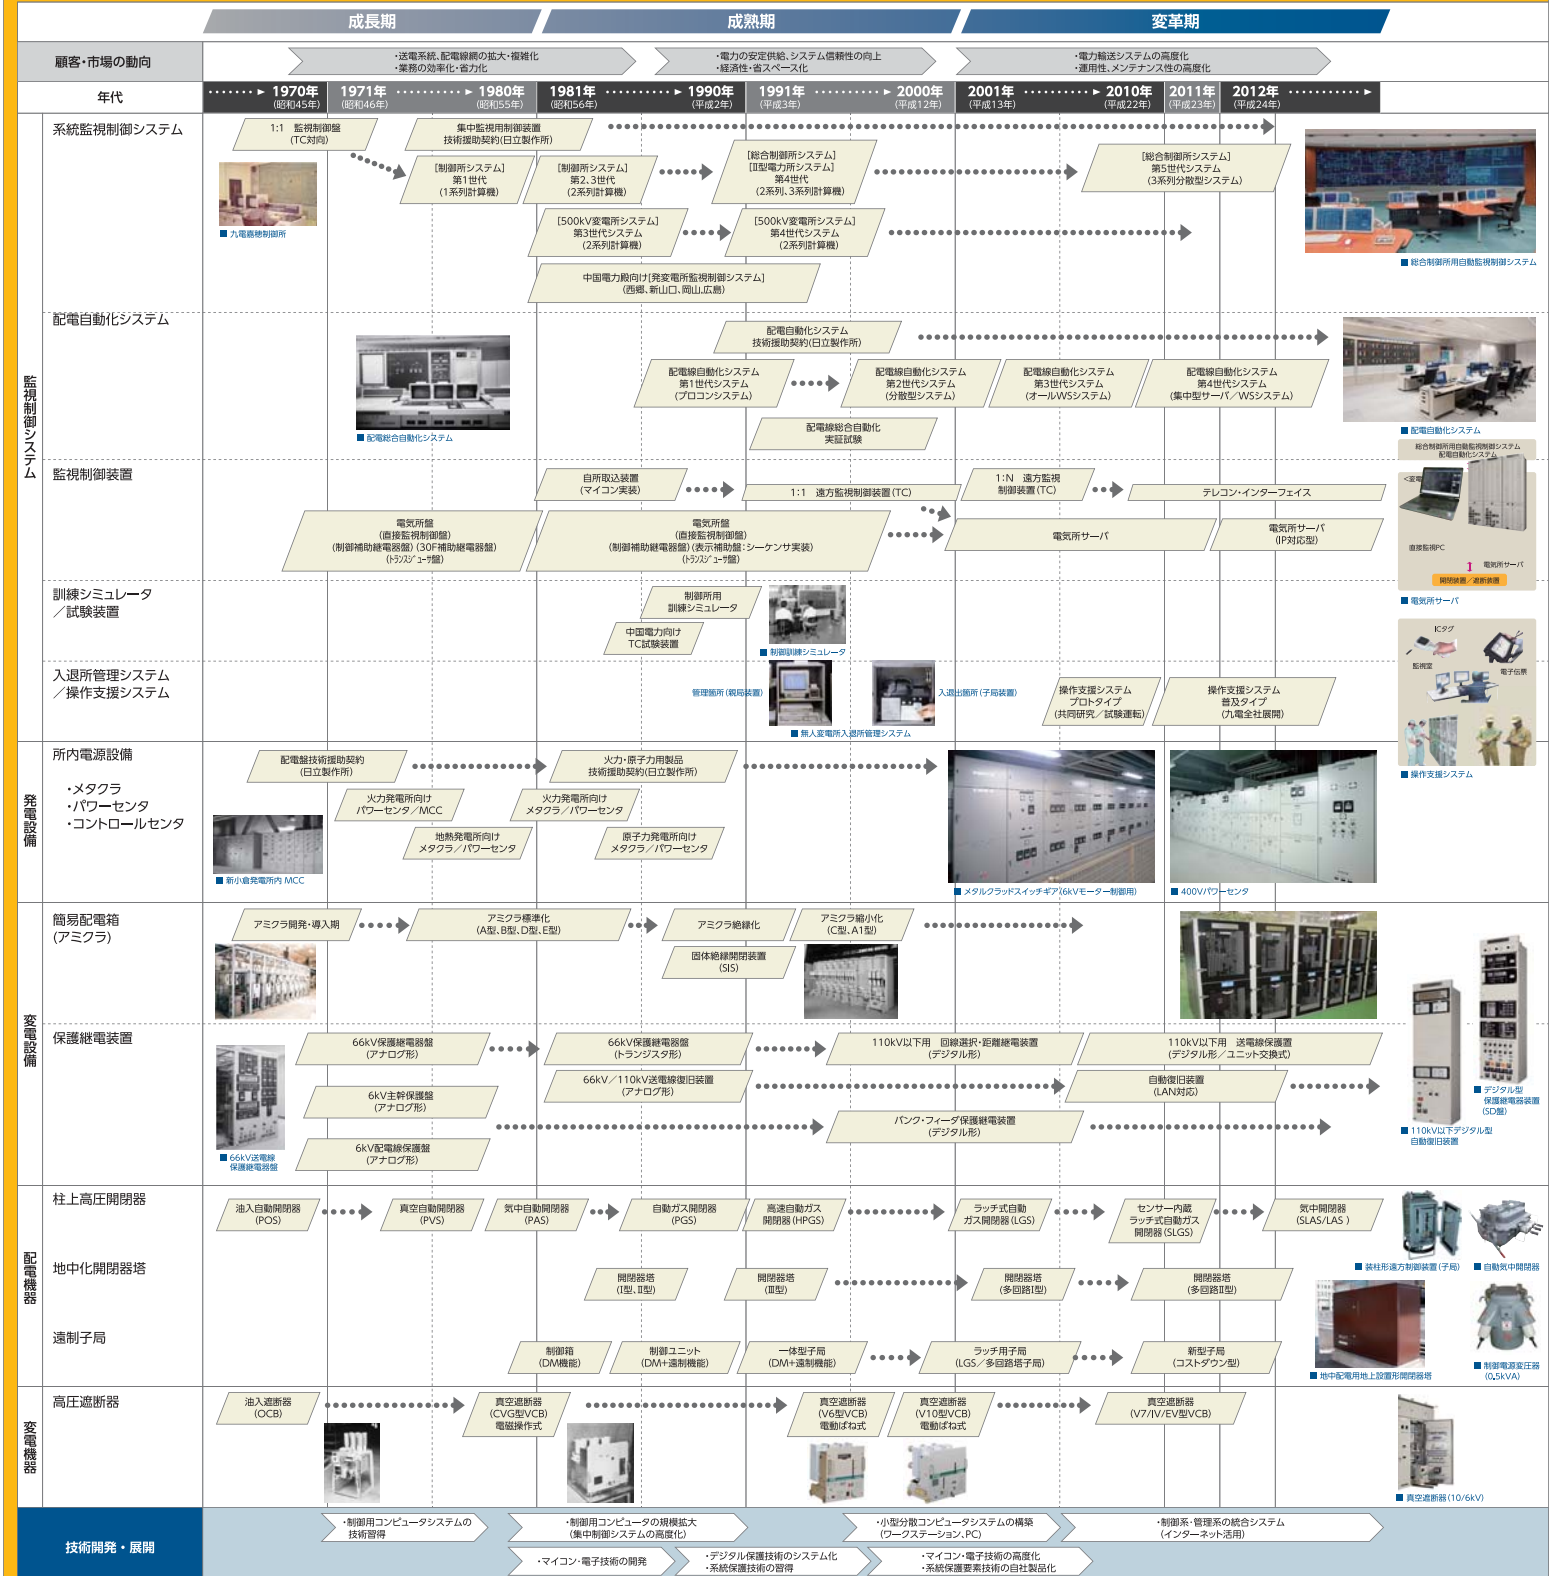 成長期
成熟期
変革期
顧客・市場の動向
・送電系統、配電線網の拡大・複雑化
・業務の効率化・省力化
・電力の安定供給、システム信頼性の向上
・経済性・省スペース化
・電力輸送システムの高度化
・運用性、メンテナンス性の高度化
年代
1970年
(昭和45年)
1971年
(昭和46年)
1980年
(昭和55年)
1981年
(昭和56年)
1990年
(平成2年)
1991年
(平成3年)
2000年
(平成12年)
2001年
(平成13年)
2010年
(平成22年)
2011年
(平成23年)
2012年
(平成24年)
監視制御システム
系統監視制御システム
1:1 監視制御盤
(TC対向)
集中監視用制御装置
技術援助契約(日立製作所)
[制御所システム]
第1世代
(1系列計算機)
[制御所システム]
第2、3世代
(2系列計算機)
[総合制御所システム]
[Ⅱ型電力所システム]
第4世代
(2系列、3系列計算機)
[総合制御所システム]
第5世代
(3系列分散型システム)
[500kV変電所システム]
第3世代システム
(2系列計算機)
[500kV変電所システム]
第4世代システム
(2系列計算機)
中国電力殿向け[発変電所監視制御システム]
(西郷、新山口、岡山、広島)
■ 九電嘉穂制御所
■ 総合制御所用自動監視制御システム
配電自動化システム
配電自動化システム
技術援助契約(日立製作所)
配電線自動化システム
第1世代システム
(プロコンシステム)
配電線自動化システム
第2世代システム
(分散型システム)
配電線自動化システム
第3世代システム
(オールWSシステム)
配電線自動化システム
第4世代システム
(集中型サーバ／WSシステム)
配電線総合自動化
実証試験
■ 配電総合自動化システム
■ 配電自動化システム
監視制御装置
自所取込装置
(マイコン実装)
1:1 遠方監視制御装置(TC)
1:N 遠方監視
制御装置(TC)
テレコン・インターフェイス
電気所盤
(直接監視制御盤)
(制御補助継電器盤)(30F補助継電器盤)
(トランスジューサ盤)
電気所盤
(直接監視制御盤)
(制御補助継電器盤)(表示補助盤：シーケンサ実装)
(トランスジューサ盤)
電気所サーバ
電気所サーバ
(IP対応型)
総合制御所用自動監視制御システム
配電自動化システム
<変電
直接監視PC
電気所サーバ
開閉装置／遮断装置
■ 電気所サーバ
訓練シミュレータ
／試験装置
制御所用
訓練シミュレータ
中国電力向け
TC試験装置
■ 制御訓練シミュレータ
入退所管理システム
／操作支援システム
管理箇所(親局装置)
入退出箇所(子局装置)
■ 無人変電所入退所管理システム
操作支援システム
プロトタイプ
(共同研究／試験運転)
操作支援システム
普及タイプ
(九電全社展開)
ICタグ
監視室
電子伝票
■ 操作支援システム
発電設備
所内電源設備
・メタクラ
・パワーセンタ
・コントロールセンタ
配電盤技術援助契約
(日立製作所)
火力・原子力用製品
技術援助契約(日立製作所)
火力発電所向け
パワーセンタ／MCC
火力発電所向け
メタクラ／パワーセンタ
地熱発電所向け
メタクラ／パワーセンタ
原子力発電所向け
メタクラ／パワーセンタ
■ 新小倉発電所内 MCC
■ メタルクラッドスイッチギア(6kVモーター制御用)
■ 400Vパワーセンタ
変電設備
簡易配電箱
(アミクラ)
アミクラ開発・導入期
アミクラ標準化
(A型、B型、D型、E型)
アミクラ絶縁化
アミクラ縮小化
(C型、A1型)
固体絶縁開閉装置
(SIS)
保護継電装置
66kV保護継電器盤
(アナログ形)
66kV保護継電器盤
(トランジスタ形)
110kV以下用 回線選択・距離継電装置
(デジタル形)
110kV以下用 送電線保護装置
(デジタル形／ユニット交換式)
6kV主幹保護盤
(アナログ形)
66kV／110kV送電線復旧装置
(アナログ形)
自動復旧装置
(LAN対応)
バンク・フィーダ保護継電装置
(デジタル形)
6kV配電線保護盤
(アナログ形)
■ 66kV送電線
保護継電器盤
■ デジタル型
保護継電器装置
(SD盤)
■ 110kV以下デジタル型
自動復旧装置
配電機器
柱上高圧開閉器
油入自動開閉器
(POS)
真空自動開閉器
(PVS)
気中自動開閉器
(PAS)
自動ガス開閉器
(PGS)
高速自動ガス
開閉器(HPGS)
ラッチ式自動
ガス開閉器(LGS)
センサー内蔵
ラッチ式自動ガス
開閉器(SLGS)
気中開閉器
(SLAS/LAS )
■ 装柱形遠方制御装置(子局)
■ 自動気中開閉器
地中化開閉器塔
開閉器塔
(Ⅰ型、Ⅱ型)
開閉器塔
(Ⅲ型)
開閉器塔
(多回路Ⅰ型)
開閉器塔
(多回路Ⅱ型)
遠制子局
制御箱
(DM機能)
制御ユニット
(DM+遠制機能)
一体型子局
(DM+遠制機能)
ラッチ用子局
(LGS／多回路塔子局)
新型子局
(コストダウン型)
■ 地中配電用地上設置形開閉器塔
■ 制御電源変圧器
(0.5kVA)
変電機器
高圧遮断器
油入遮断器
(OCB)
真空遮断器
(CVG型VCB)
電磁操作式
真空遮断器
(V6型VCB)
電動ばね式
真空遮断器
(V10型VCB)
電動ばね式
真空遮断器
(V7/IV/EV型VCB)
■ 真空遮断器(10/6kV)
技術開発・展開
・制御用コンピュータシステムの
技術習得
・制御用コンピュータの規模拡大
(集中制御システムの高度化)
・小型分散コンピュータシステムの構築
(ワークステーション、PC)
・制御系・管理系の統合システム
(インターネット活用)
・マイコン・電子技術の開発
・デジタル保護技術のシステム化
・系統保護技術の習得
・マイコン・電子技術の高度化
・系統保護要素技術の自社製品化